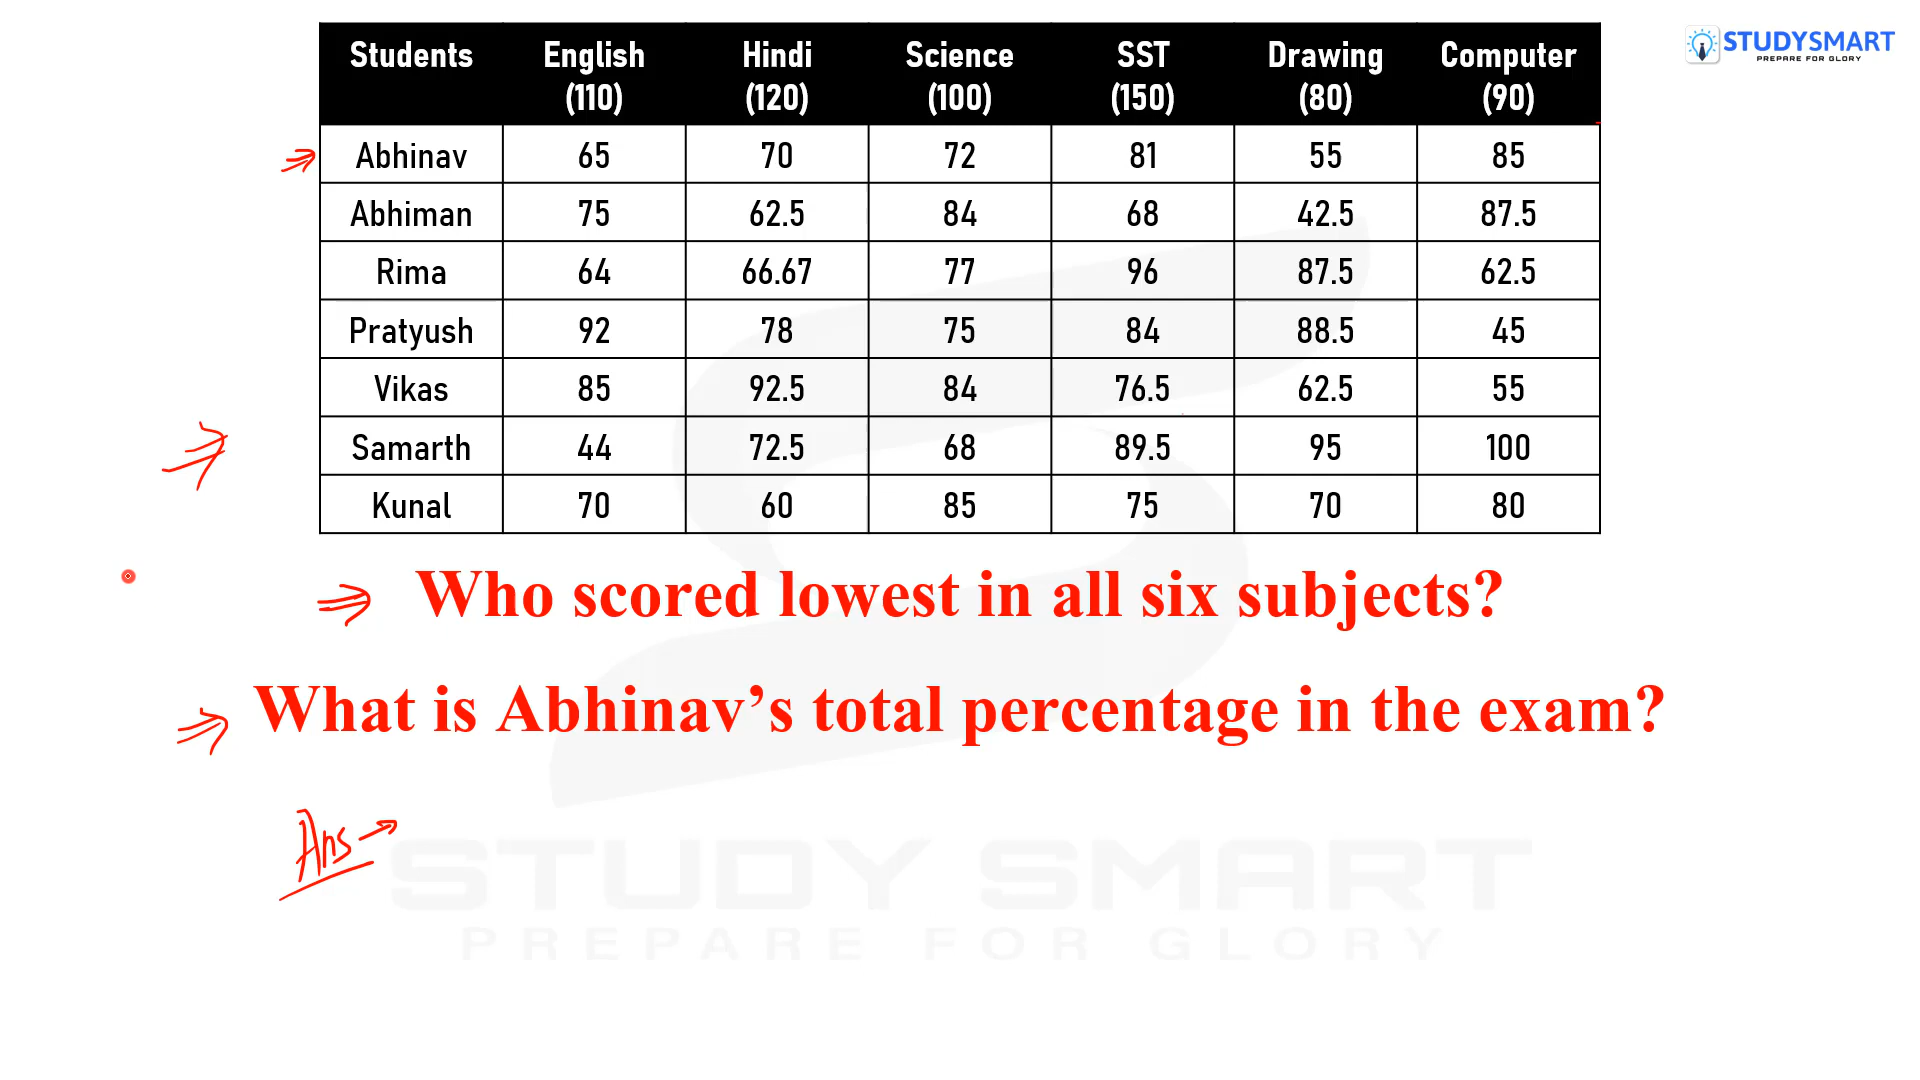 STUDYSMART
PREPARE FOR GLORY
Students English (110) Hindi (120) Science (100) SST (150) Drawing (80) Computer (90)
Abhinav 65 70 72 81 55 85
Abhiman 75 62.5 84 68 42.5 87.5
Rima 64 66.67 77 96 87.5 62.5
Pratyush 92 78 75 84 88.5 45
Vikas 85 92.5 84 76.5 62.5 55
Samarth 44 72.5 68 89.5 95 100
Kunal 70 60 85 75 70 80
Who scored lowest in all six subjects?
What is Abhinav’s total percentage in the exam?
Ans
STUDY SMART
PREPARE FOR GLORY